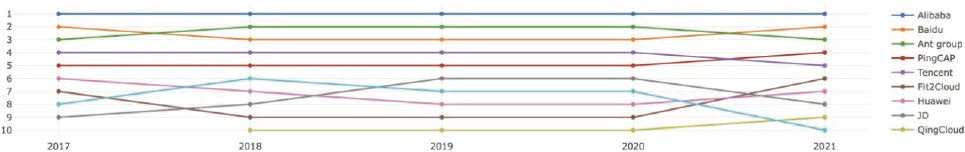 1
2
3
4
5
6
7
8
9
10
2017 2018 2019 2020 2021
Alibaba
Baidu
Ant group
PingCAP
Tencent
Fit2Cloud
Huawei
JD
QingCloud